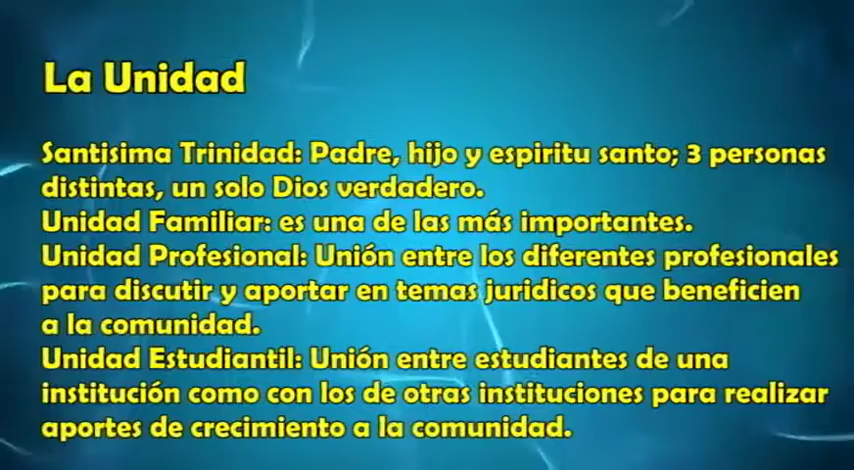 La Unidad
Santisima Trinidad: Padre, hijo y espiritu santo; 3 personas
distintas, un solo Dios verdadero.
Unidad Familiar: es una de las más importantes.
Unidad Profesional: Unión entre los diferentes profesionales
para discutir y aportar en temas juridicos que beneficien
a la comunidad.
Unidad Estudiantil: Unión entre estudiantes de una
institución como con los de otras instituciones para realizar
aportes de crecimiento a la comunidad.